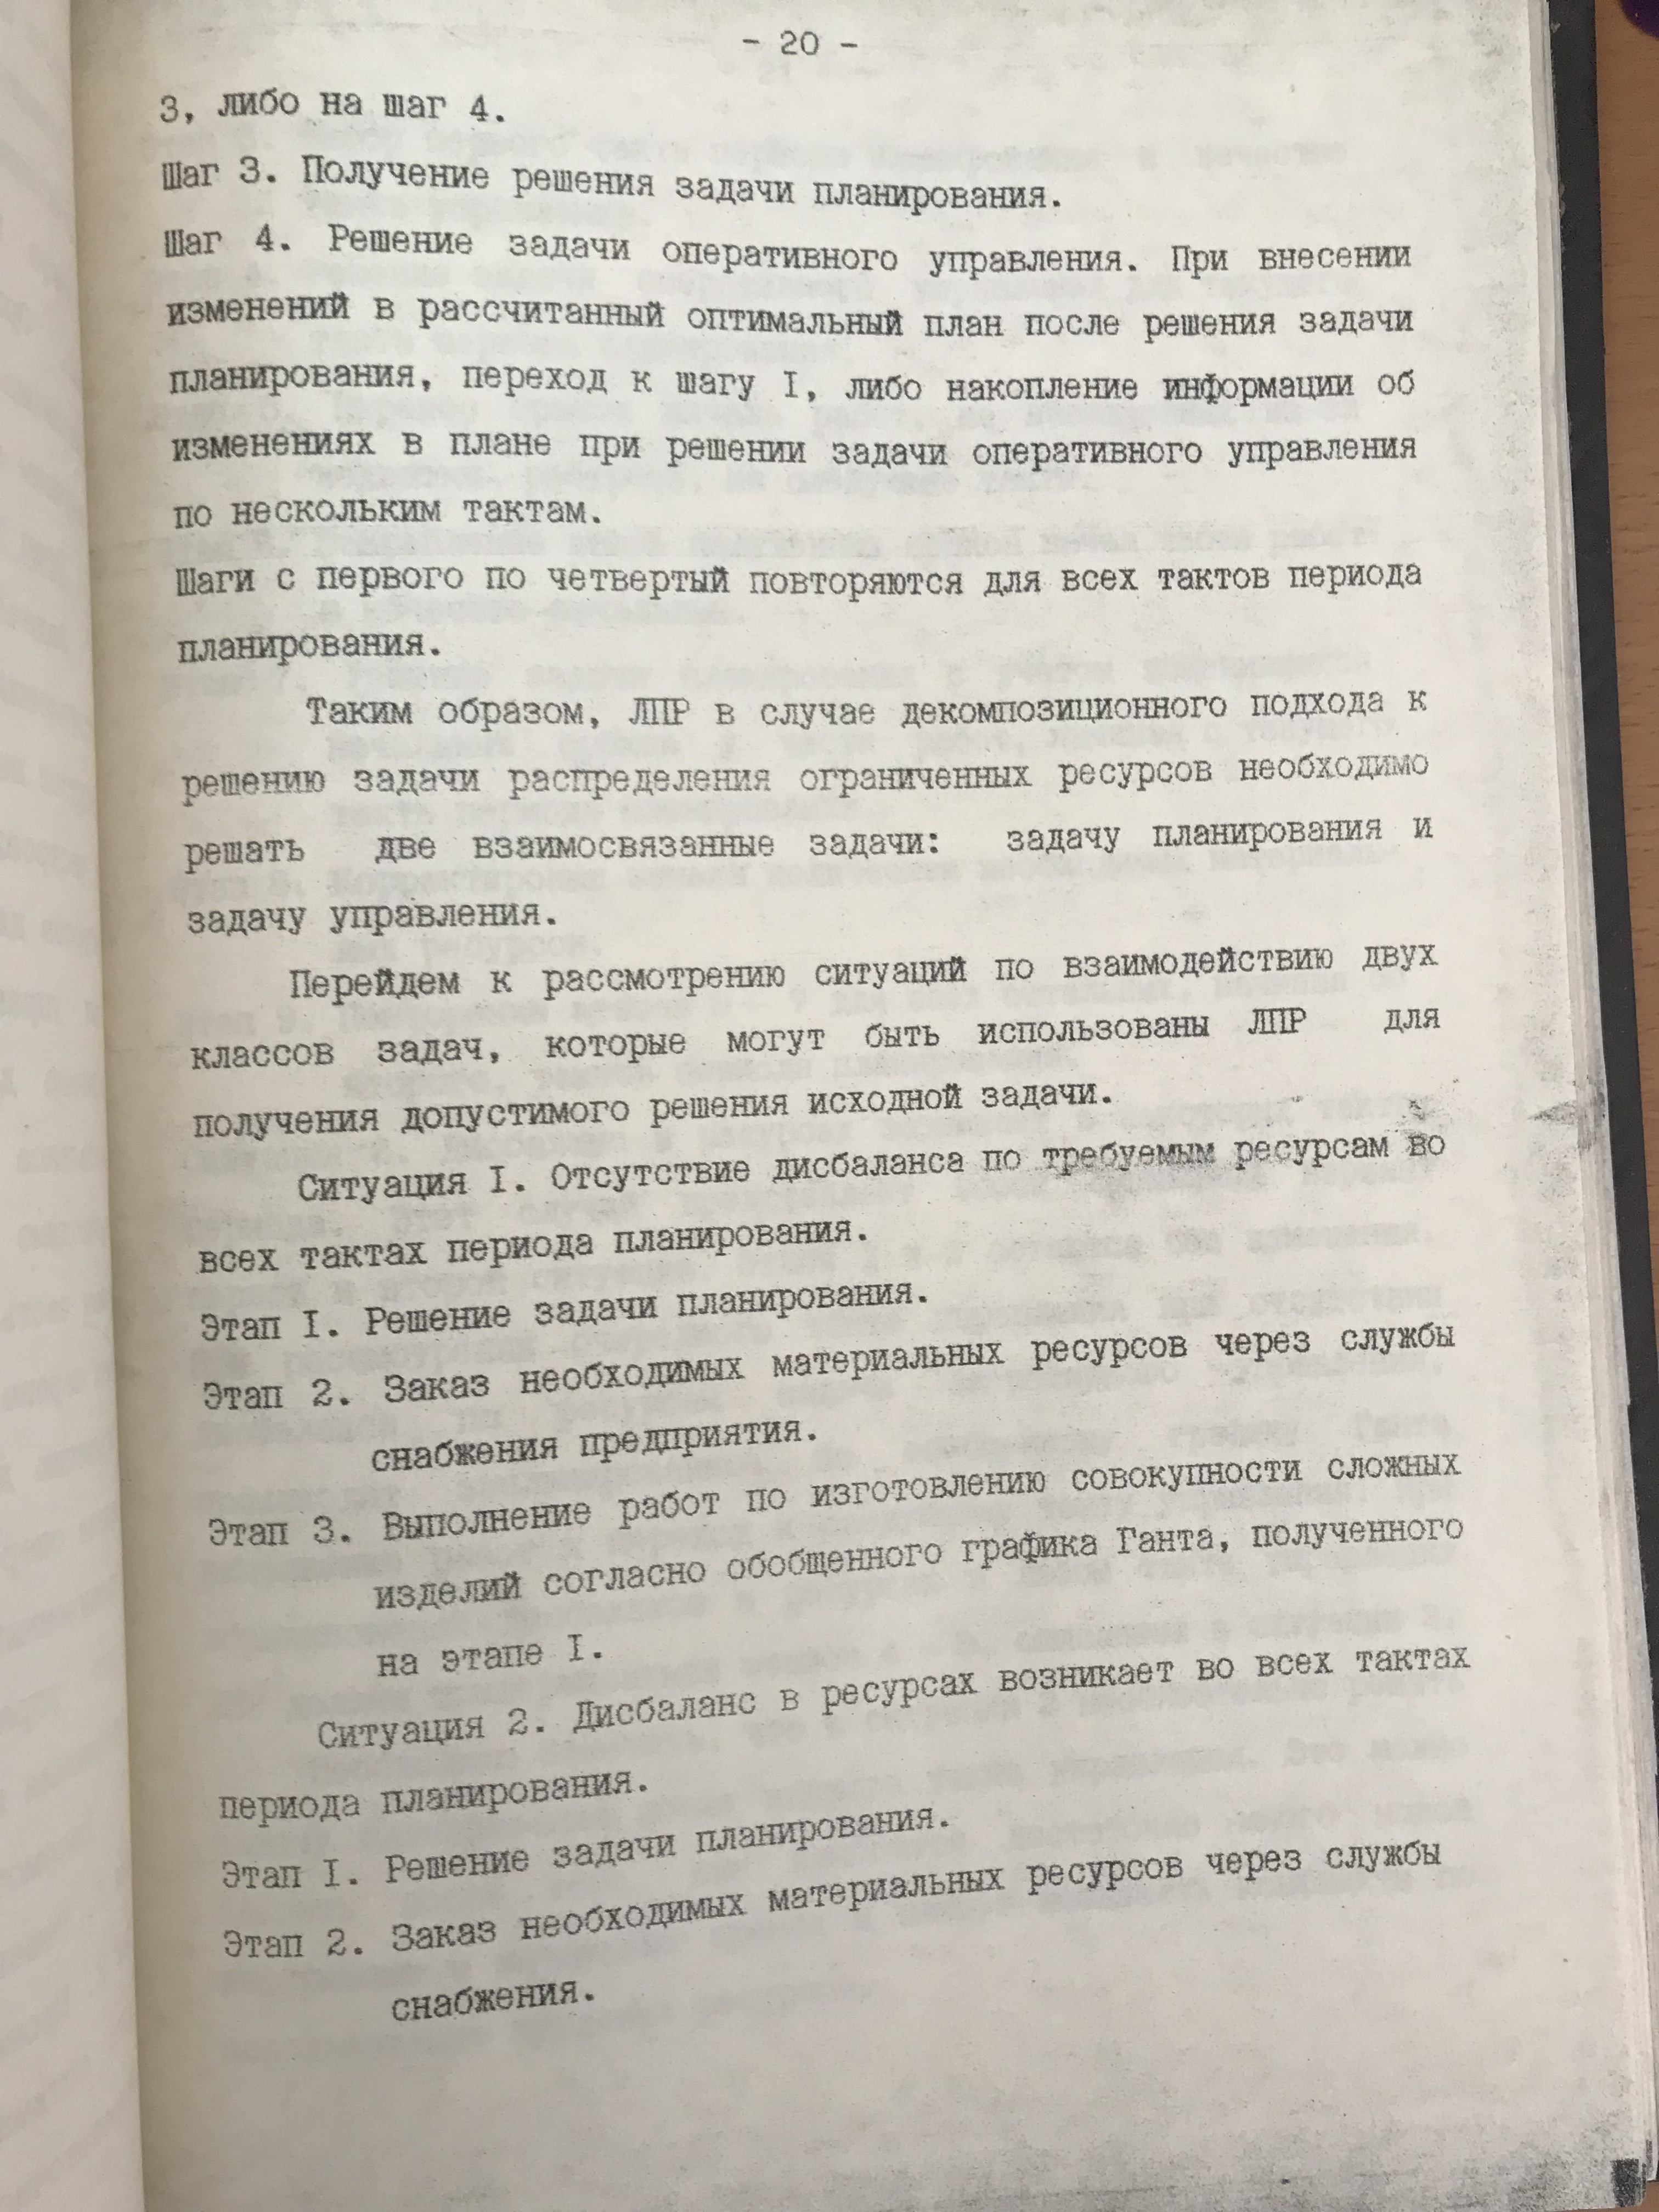 - 20 -
3, либо на шаг 4.
Шаг 3. Получение решения задачи планирования.
Шаг 4. Решение задачи оперативного управления. При внесении
изменений в рассчитанный оптимальный план после решения задачи
планирования, переход к шагу I, либо накопление информации об
изменениях в плане при решении задачи оперативного управления
по нескольким тактам.
Шаги с первого по четвертый повторяются для всех тактов периода
планирования.
Таким образом, ЛПР в случае декомпозиционного подхода к
решению задачи распределения ограниченных ресурсов необходимо
решать две взаимосвязанные задачи: задачу планирования и
задачу управления.
Перейдем к рассмотрению ситуаций по взаимодействию двух
классов задач, которые могут быть использованы ЛПР для
получения допустимого решения исходной задачи.
Ситуация I. Отсутствие дисбаланса по требуемым ресурсам во
всех тактах периода планирования.
Этап I. Решение задачи планирования.
Этап 2. Заказ необходимых материальных ресурсов через службы
снабжения предприятия.
Этап 3. Выполнение работ по изготовлению совокупности сложных
изделий согласно обобщенного графика Ганта, полученного
на этапе I.
Ситуация 2. Дисбаланс в ресурсах возникает во всех тактах
периода планирования.
Этап I. Решение задачи планирования.
Этап 2. Заказ необходимых материальных ресурсов через службы
снабжения.